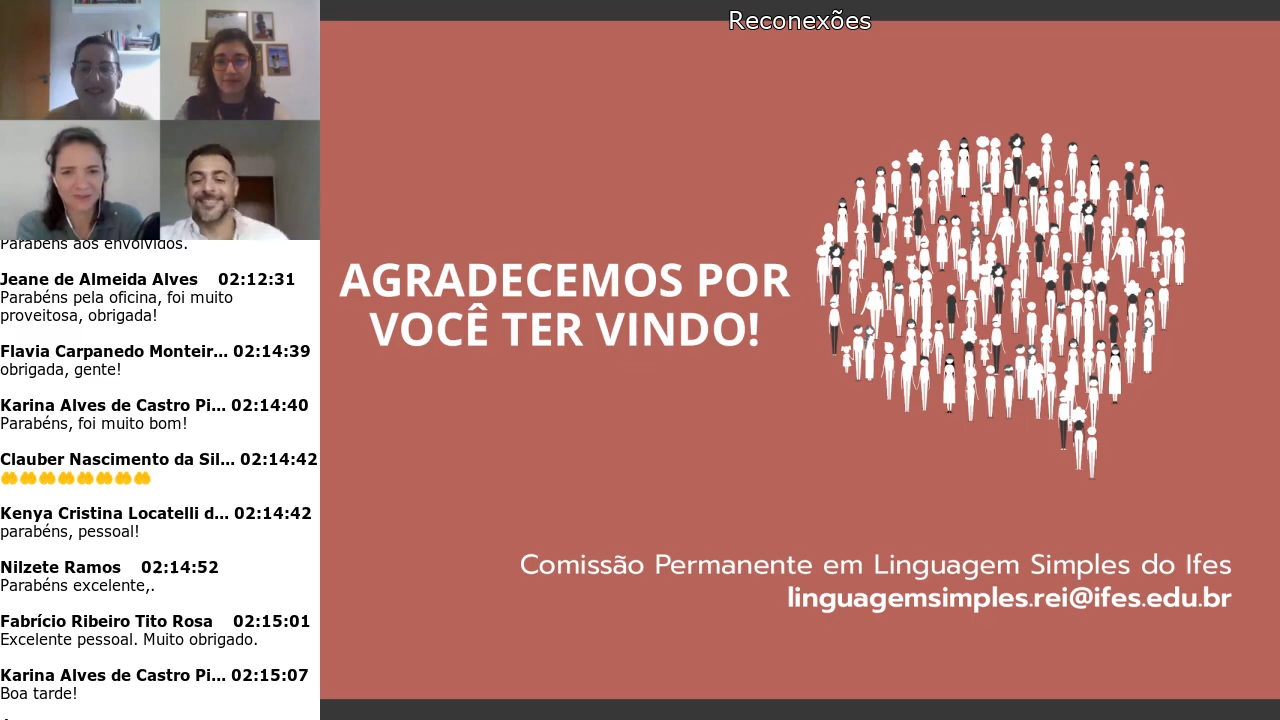 Reconexões
Parabéns aos envolvidos.
Jeane de Almeida Alves 02:12:31
Parabéns pela oficina, foi muito
proveitosa, obrigada!
Flavia Carpanedo Monteir... 02:14:39
obrigada, gente!
Karina Alves de Castro Pi... 02:14:40
Parabéns, foi muito bom!
Clauber Nascimento da Sil... 02:14:42
🤲🤲🤲🤲🤲🤲🤲🤲
Kenya Cristina Locatelli d... 02:14:42
parabéns, pessoal!
Nilzete Ramos 02:14:52
Parabéns excelente,.
Fabrício Ribeiro Tito Rosa 02:15:01
Excelente pessoal. Muito obrigado.
Karina Alves de Castro Pi... 02:15:07
Boa tarde!
AGRADECEMOS POR
VOCÊ TER VINDO!
Comissão Permanente em Linguagem Simples do Ifes
linguagemsimples.rei@ifes.edu.br